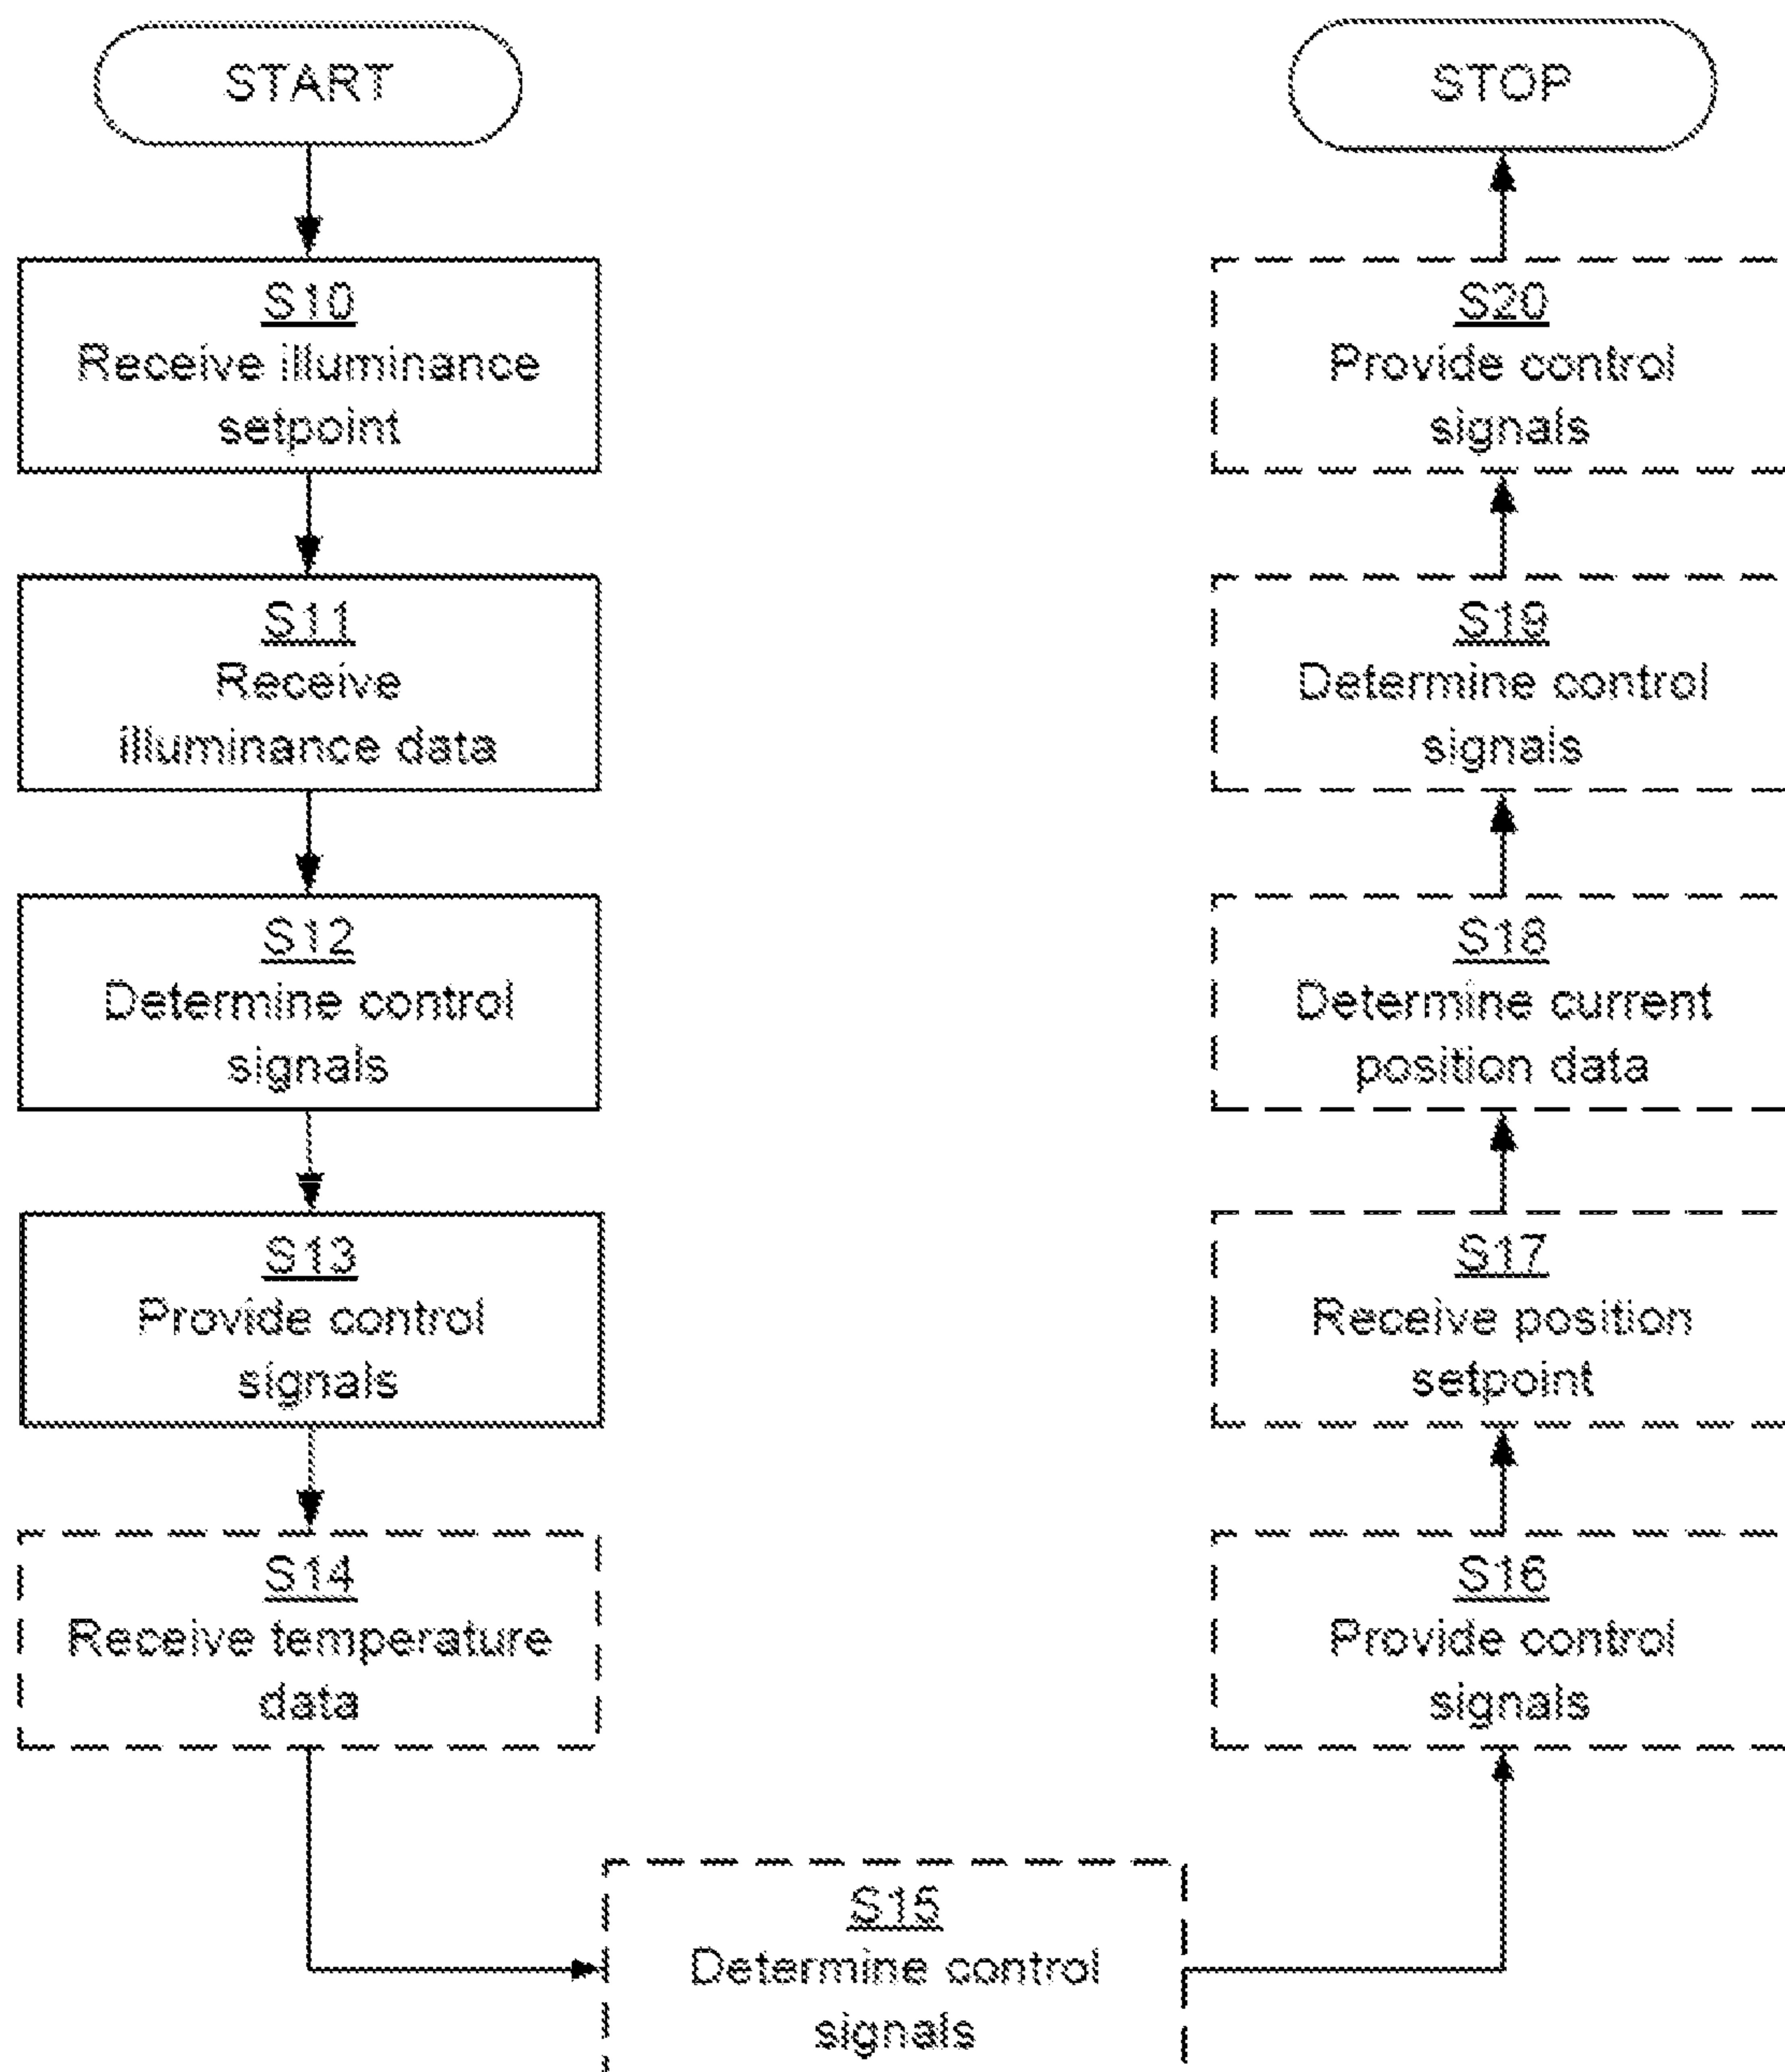 START
S10
Receive illuminance
setpoint
S11
Receive
illuminance data
S12
Determine control
signals
S13
Provide control
signals
S14
Receive temperature
data
S15
Determine control
signals
S16
Provide control
signals
S17
Receive position
setpoint
S18
Determine current
position data
S19
Determine control
signals
S20
Provide control
signals
STOP